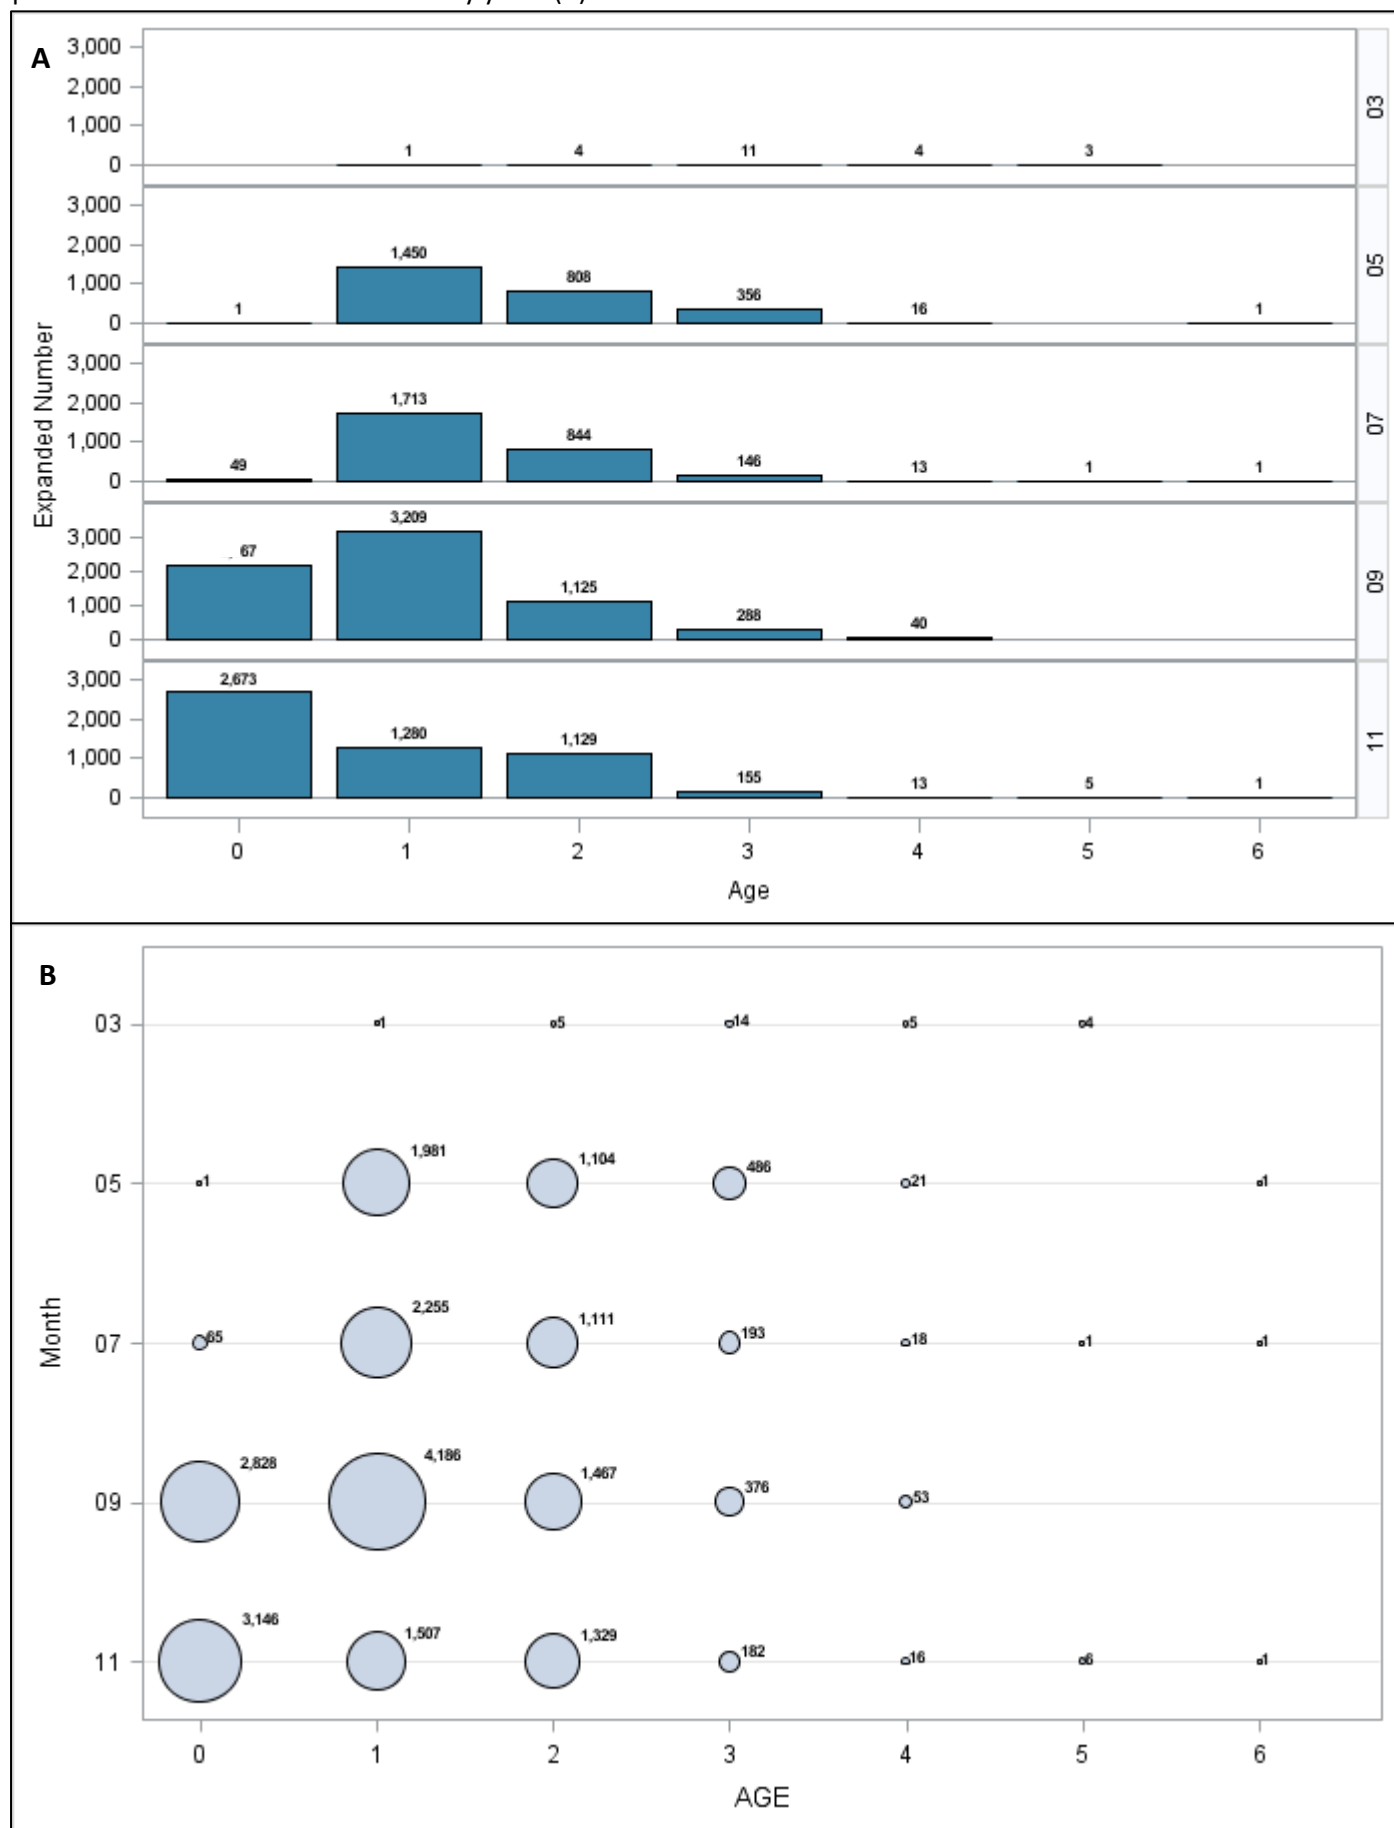 A
3,000
2,000
1,000
0
1 4 11 4 3
03
3,000
2,000
1,000
0
1 1,450 808 356 16 1
05
3,000
2,000
1,000
0
49 1,713 844 146 13 1 1
07
3,000
2,000
1,000
0
67 3,209 1,125 288 40
09
3,000
2,000
1,000
0
2,673 1,280 1,129 155 13 5 1
11
Expanded Number
0 1 2 3 4 5 6
Age
B
03 1 5 14 5 4
05 1 1,981 1,104 486 21 1
07 65 2,255 1,111 193 18 1 1
09 2,828 4,186 1,467 376 53
11 3,146 1,507 1,329 182 16 6 1
Month
0 1 2 3 4 5 6
AGE